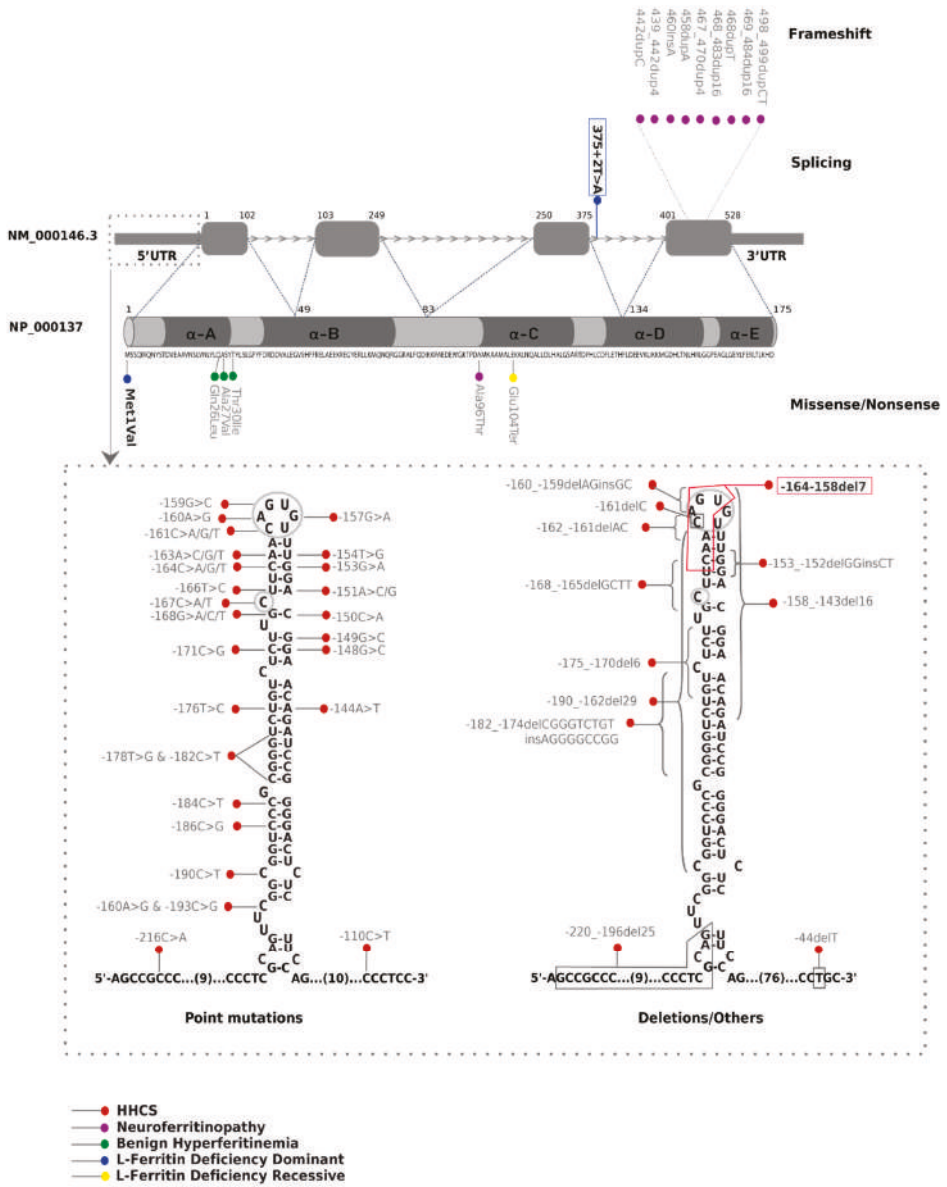 Frameshift
442dupC
439_442dup4
460InsA
458dupA
467_470dup4
468_483dup16
468dupT
469_484dup16
498_499dupCT
Splicing
375+2T>A
NM_000146.3
1
102
103
249
250
375
401
528
5'UTR
3'UTR
NP_000137
1
49
83
134
175
α-A
α-B
α-C
α-D
α-E
Met1Val
Gln26Leu
Ala27Val
Thr30Ile
Ala96Thr
Glu104Ter
Missense/Nonsense
-159G>C
-160A>G
-161C>A/G/T
-163A>C/G/T
-164C>A/G/T
-166T>C
-167C>A/T
-168G>A/C/T
-171C>G
-176T>C
-178T>G & -182C>T
-184C>T
-186C>G
-190C>T
-160A>G & -193C>G
-216C>A
-157G>A
-154T>G
-153G>A
-151A>C/G
-150C>A
-149G>C
-148G>C
-144A>T
-110C>T
5'-AGCCGCCC...(9)...CCCTC
AG...(10)...CCCTCC-3'
Point mutations
-160_-159delAGinsGC
-161delC
-162_-161delAC
-168_-165delGCTT
-175_-170del6
-190_-162del29
-182_-174delCGGGTCTGT
insAGGGGCCGG
-220_-196del25
-164-158del7
-153_-152delGGinsCT
-158_-143del16
-44delT
5'-AGCCGCCC...(9)...CCCTC
AG...(76)...CCTGC-3'
Deletions/Others
HHCS
Neuroferritinopathy
Benign Hyperferitinemia
L-Ferritin Deficiency Dominant
L-Ferritin Deficiency Recessive